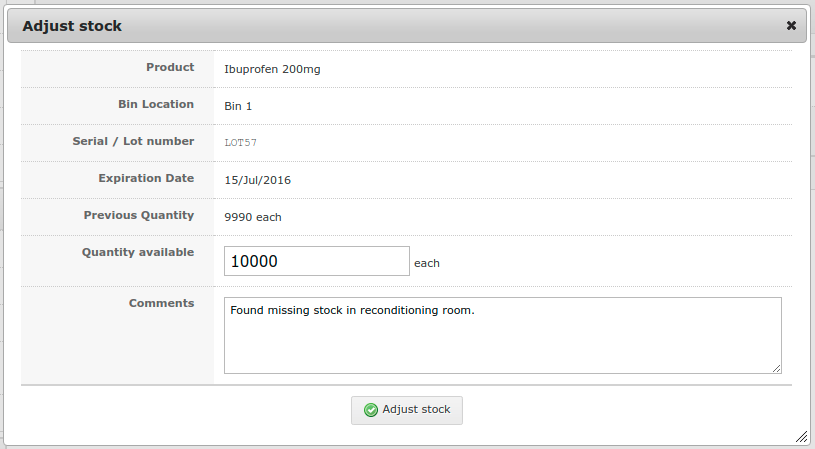 Adjust stock
Product Ibuprofen 200mg
Bin Location Bin 1
Serial / Lot number LOT57
Expiration Date 15/Jul/2016
Previous Quantity 9990 each
Quantity available 10000 each
Comments Found missing stock in reconditioning room.
Adjust stock